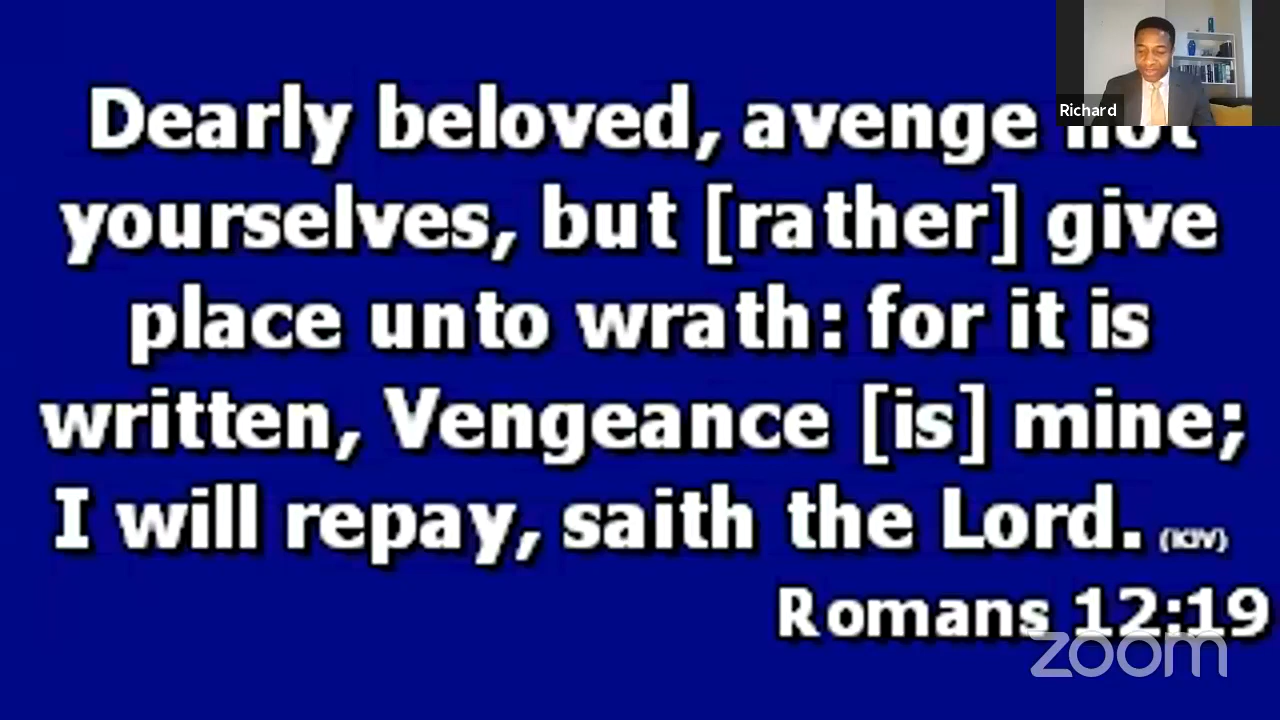 Richard
Dearly beloved, avenge not
yourselves, but [rather] give
place unto wrath: for it is
written, Vengeance [is] mine;
I will repay, saith the Lord. (KJV)
Romans 12:19
zoom